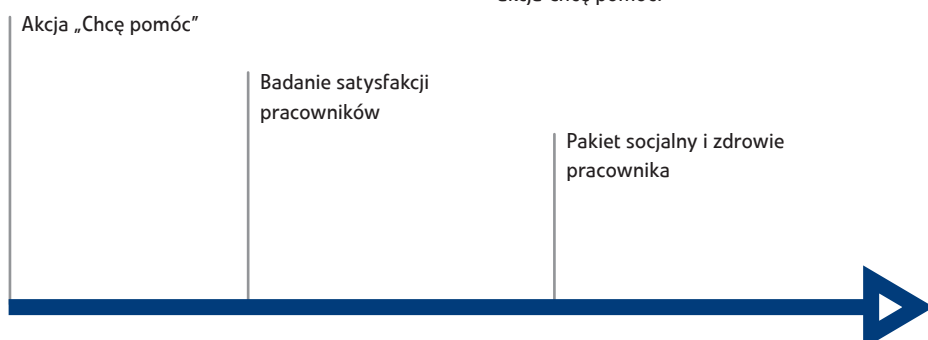 Akcja „Chcę pomóc”
Badanie satysfakcji
pracowników
Pakiet socjalny i zdrowie
pracownika